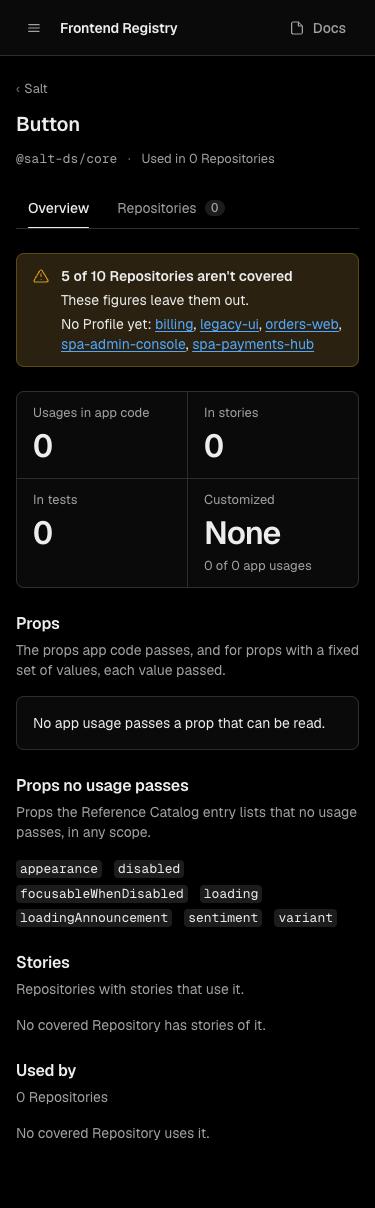 Frontend Registry
Docs
‹ Salt
Button
@salt-ds/core · Used in 0 Repositories
Overview
Repositories 0
5 of 10 Repositories aren't covered
These figures leave them out.
No Profile yet: billing, legacy-ui, orders-web,
spa-admin-console, spa-payments-hub
Usages in app code
0
In stories
0
In tests
0
Customized
None
0 of 0 app usages
Props
The props app code passes, and for props with a fixed
set of values, each value passed.
No app usage passes a prop that can be read.
Props no usage passes
Props the Reference Catalog entry lists that no usage
passes, in any scope.
appearance disabled
focusableWhenDisabled loading
loadingAnnouncement sentiment variant
Stories
Repositories with stories that use it.
No covered Repository has stories of it.
Used by
0 Repositories
No covered Repository uses it.